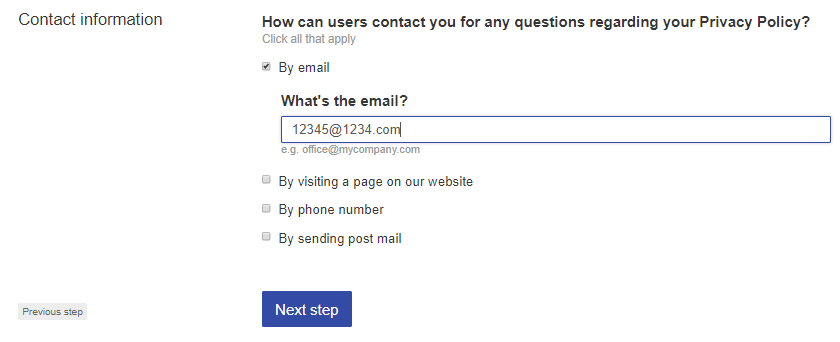 Contact information
How can users contact you for any questions regarding your Privacy Policy?
Click all that apply
By email
What's the email?
12345@1234.com
e.g. office@mycompany.com
By visiting a page on our website
By phone number
By sending post mail
Previous step
Next step